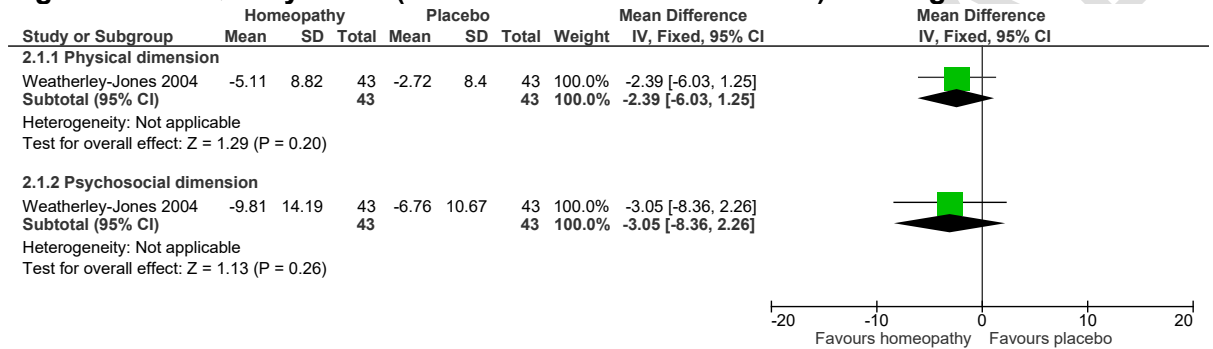 Homeopathy Placebo Mean Difference Mean Difference
Study or Subgroup Mean SD Total Mean SD Total Weight IV, Fixed, 95% CI IV, Fixed, 95% CI
2.1.1 Physical dimension
Weatherley-Jones 2004 -5.11 8.82 43 -2.72 8.4 43 100.0% -2.39 [-6.03, 1.25]
Subtotal (95% CI) 43 43 100.0% -2.39 [-6.03, 1.25]
Heterogeneity: Not applicable
Test for overall effect: Z = 1.29 (P = 0.20)
2.1.2 Psychosocial dimension
Weatherley-Jones 2004 -9.81 14.19 43 -6.76 10.67 43 100.0% -3.05 [-8.36, 2.26]
Subtotal (95% CI) 43 43 100.0% -3.05 [-8.36, 2.26]
Heterogeneity: Not applicable
Test for overall effect: Z = 1.13 (P = 0.26)
-20 -10 0 10 20
Favours homeopathy Favours placebo